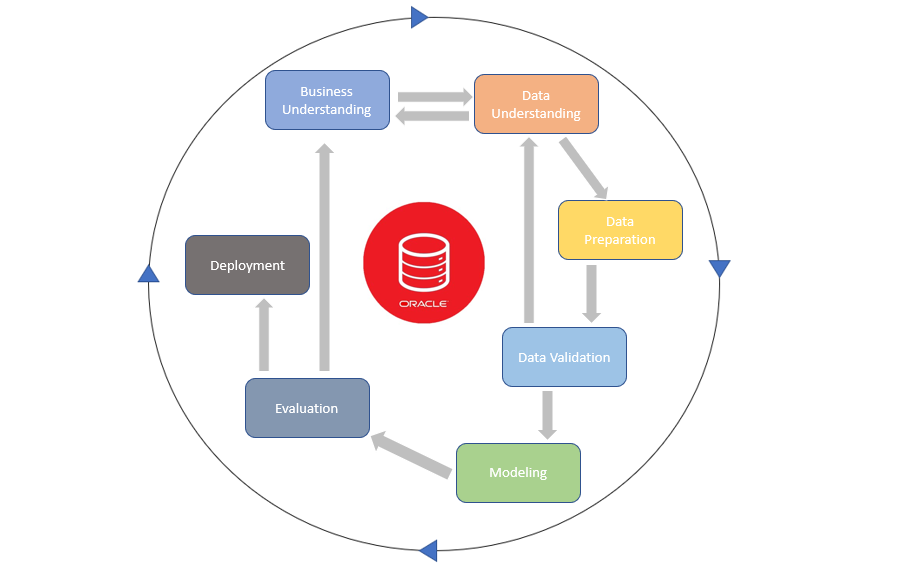 Business
Understanding
Data
Understanding
Data
Preparation
Deployment
ORACLE
Data Validation
Evaluation
Modeling